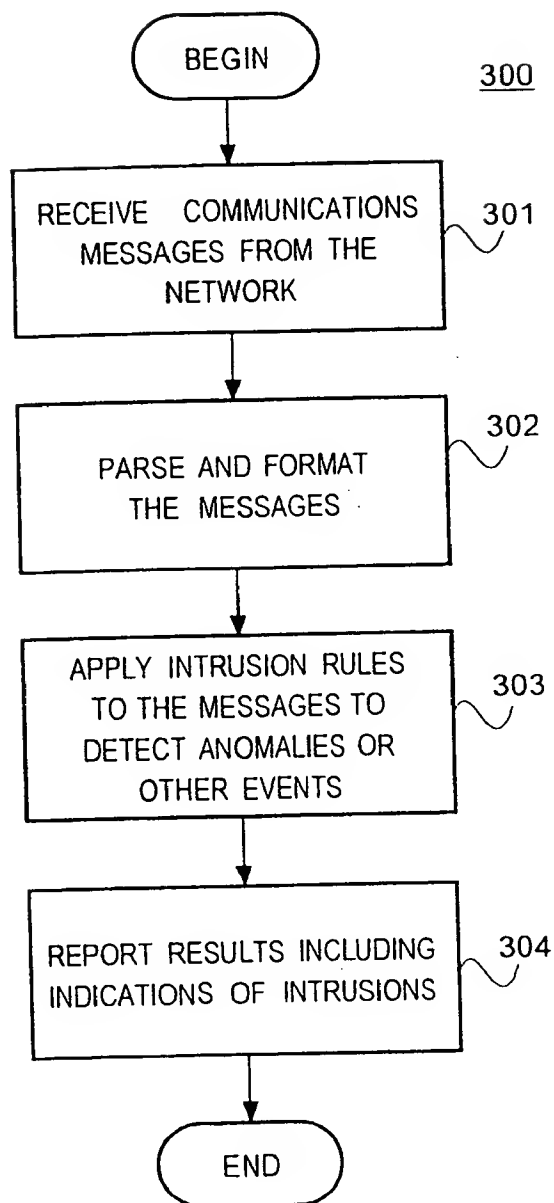 BEGIN
300
RECEIVE COMMUNICATIONS
MESSAGES FROM THE
NETWORK
301
PARSE AND FORMAT
THE MESSAGES
302
APPLY INTRUSION RULES
TO THE MESSAGES TO
DETECT ANOMALIES OR
OTHER EVENTS
303
REPORT RESULTS INCLUDING
INDICATIONS OF INTRUSIONS
304
END